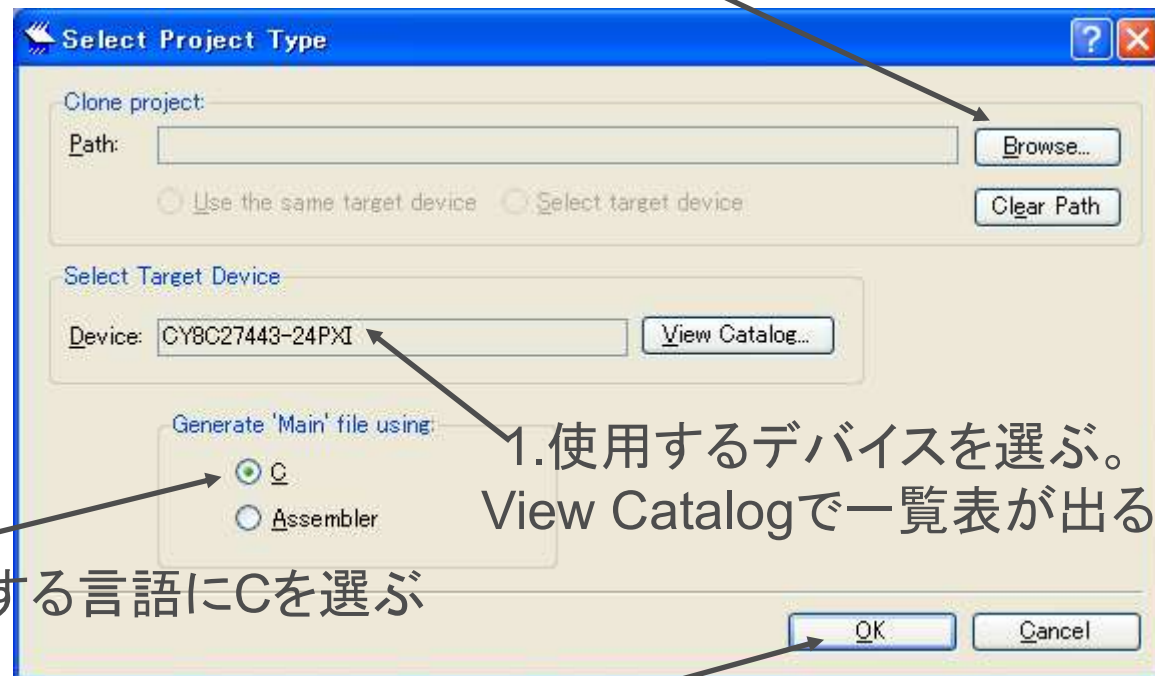 Select Project Type
Clone project:
Path:
Browse...
Use the same target device
Select target device
Clear Path
Select Target Device
Device:
CY8C27443-24PXI
View Catalog...
Generate 'Main' file using:
C
Assembler
1.使用するデバイスを選ぶ。
View Catalogで一覧表が出る
する言語にCを選ぶ
OK
Cancel